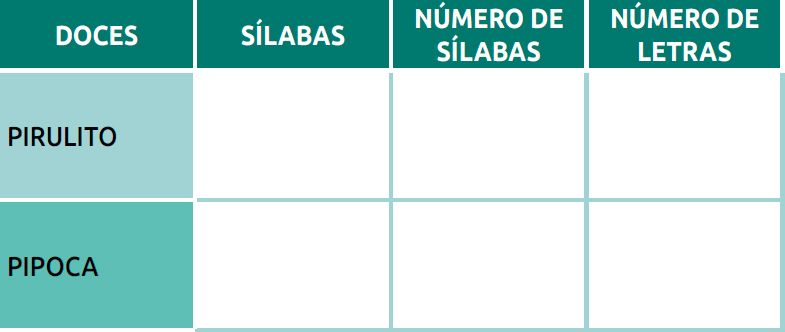 DOCES
SÍLABAS
NÚMERO DE
SÍLABAS
NÚMERO DE
LETRAS
PIRULITO
PIPOCA